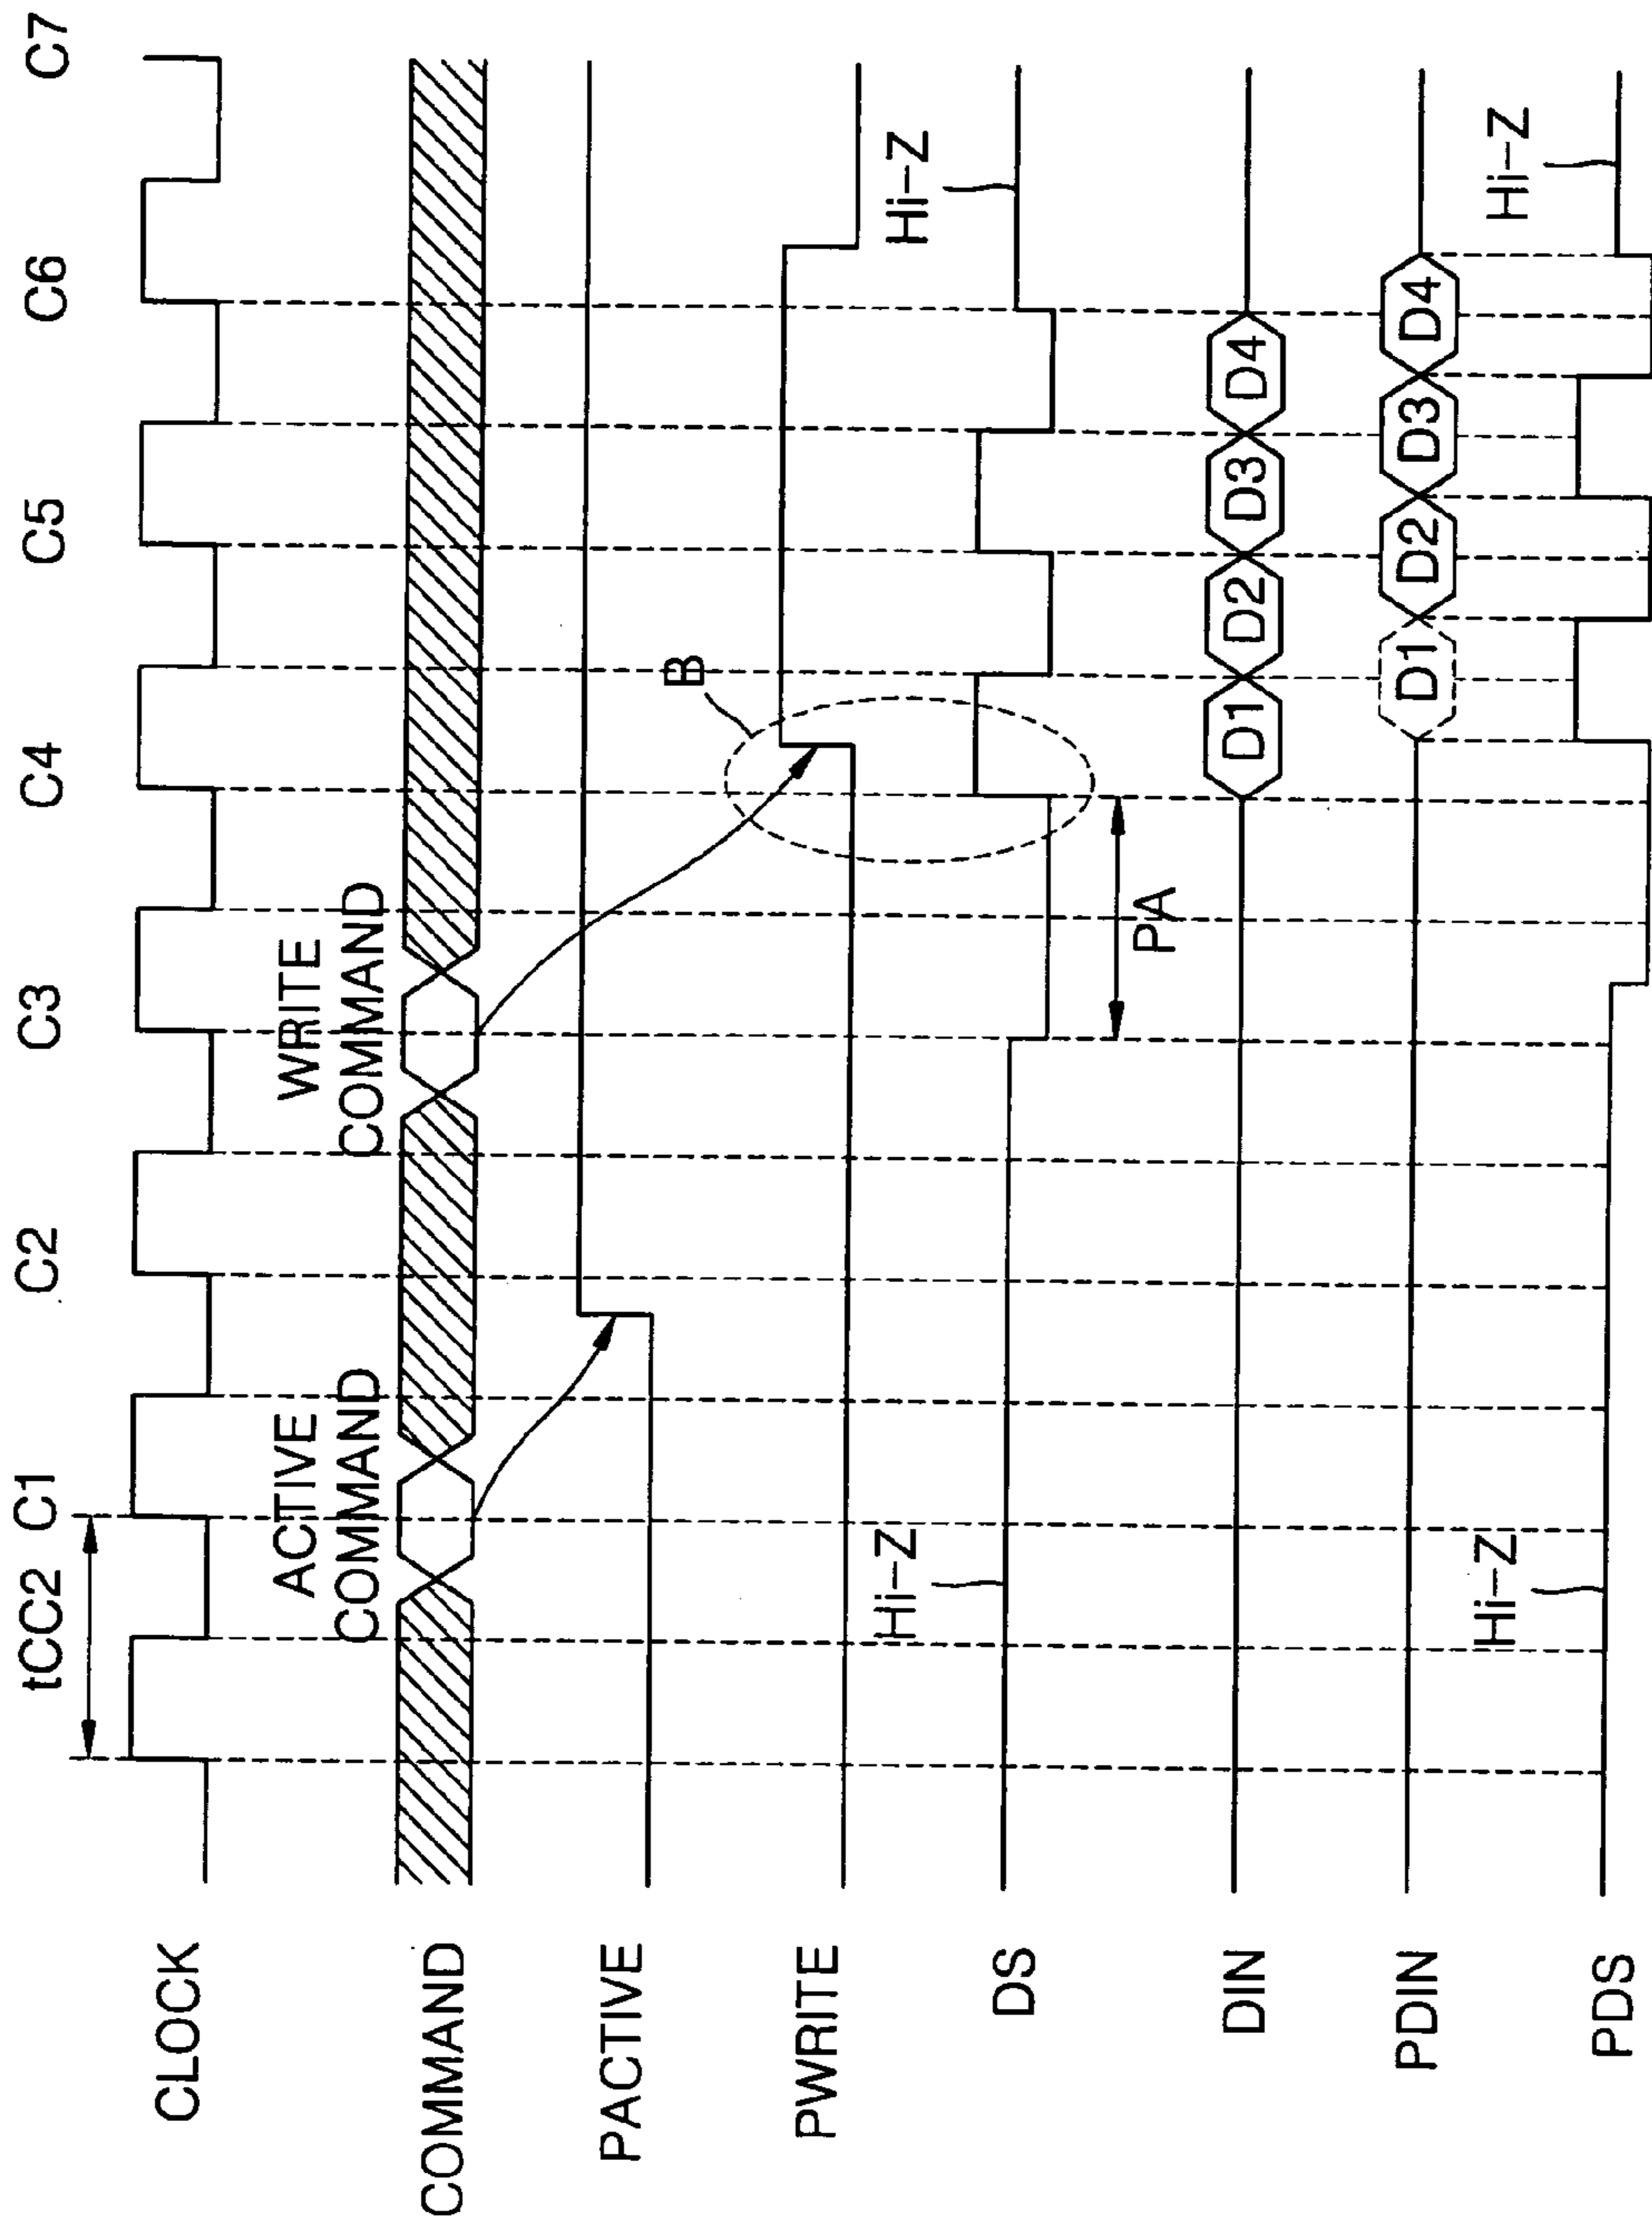 tCC2 C1 C2 C3 C4 C5 C6 C7
CLOCK
ACTIVE
COMMAND
WRITE
COMMAND
COMMAND
PACTIVE
B
PWRITE
Hi-Z
Hi-Z
DS
PA
DIN D1 D2 D3 D4
PDIN D1 D2 D3 D4
Hi-Z
Hi-Z
PDS